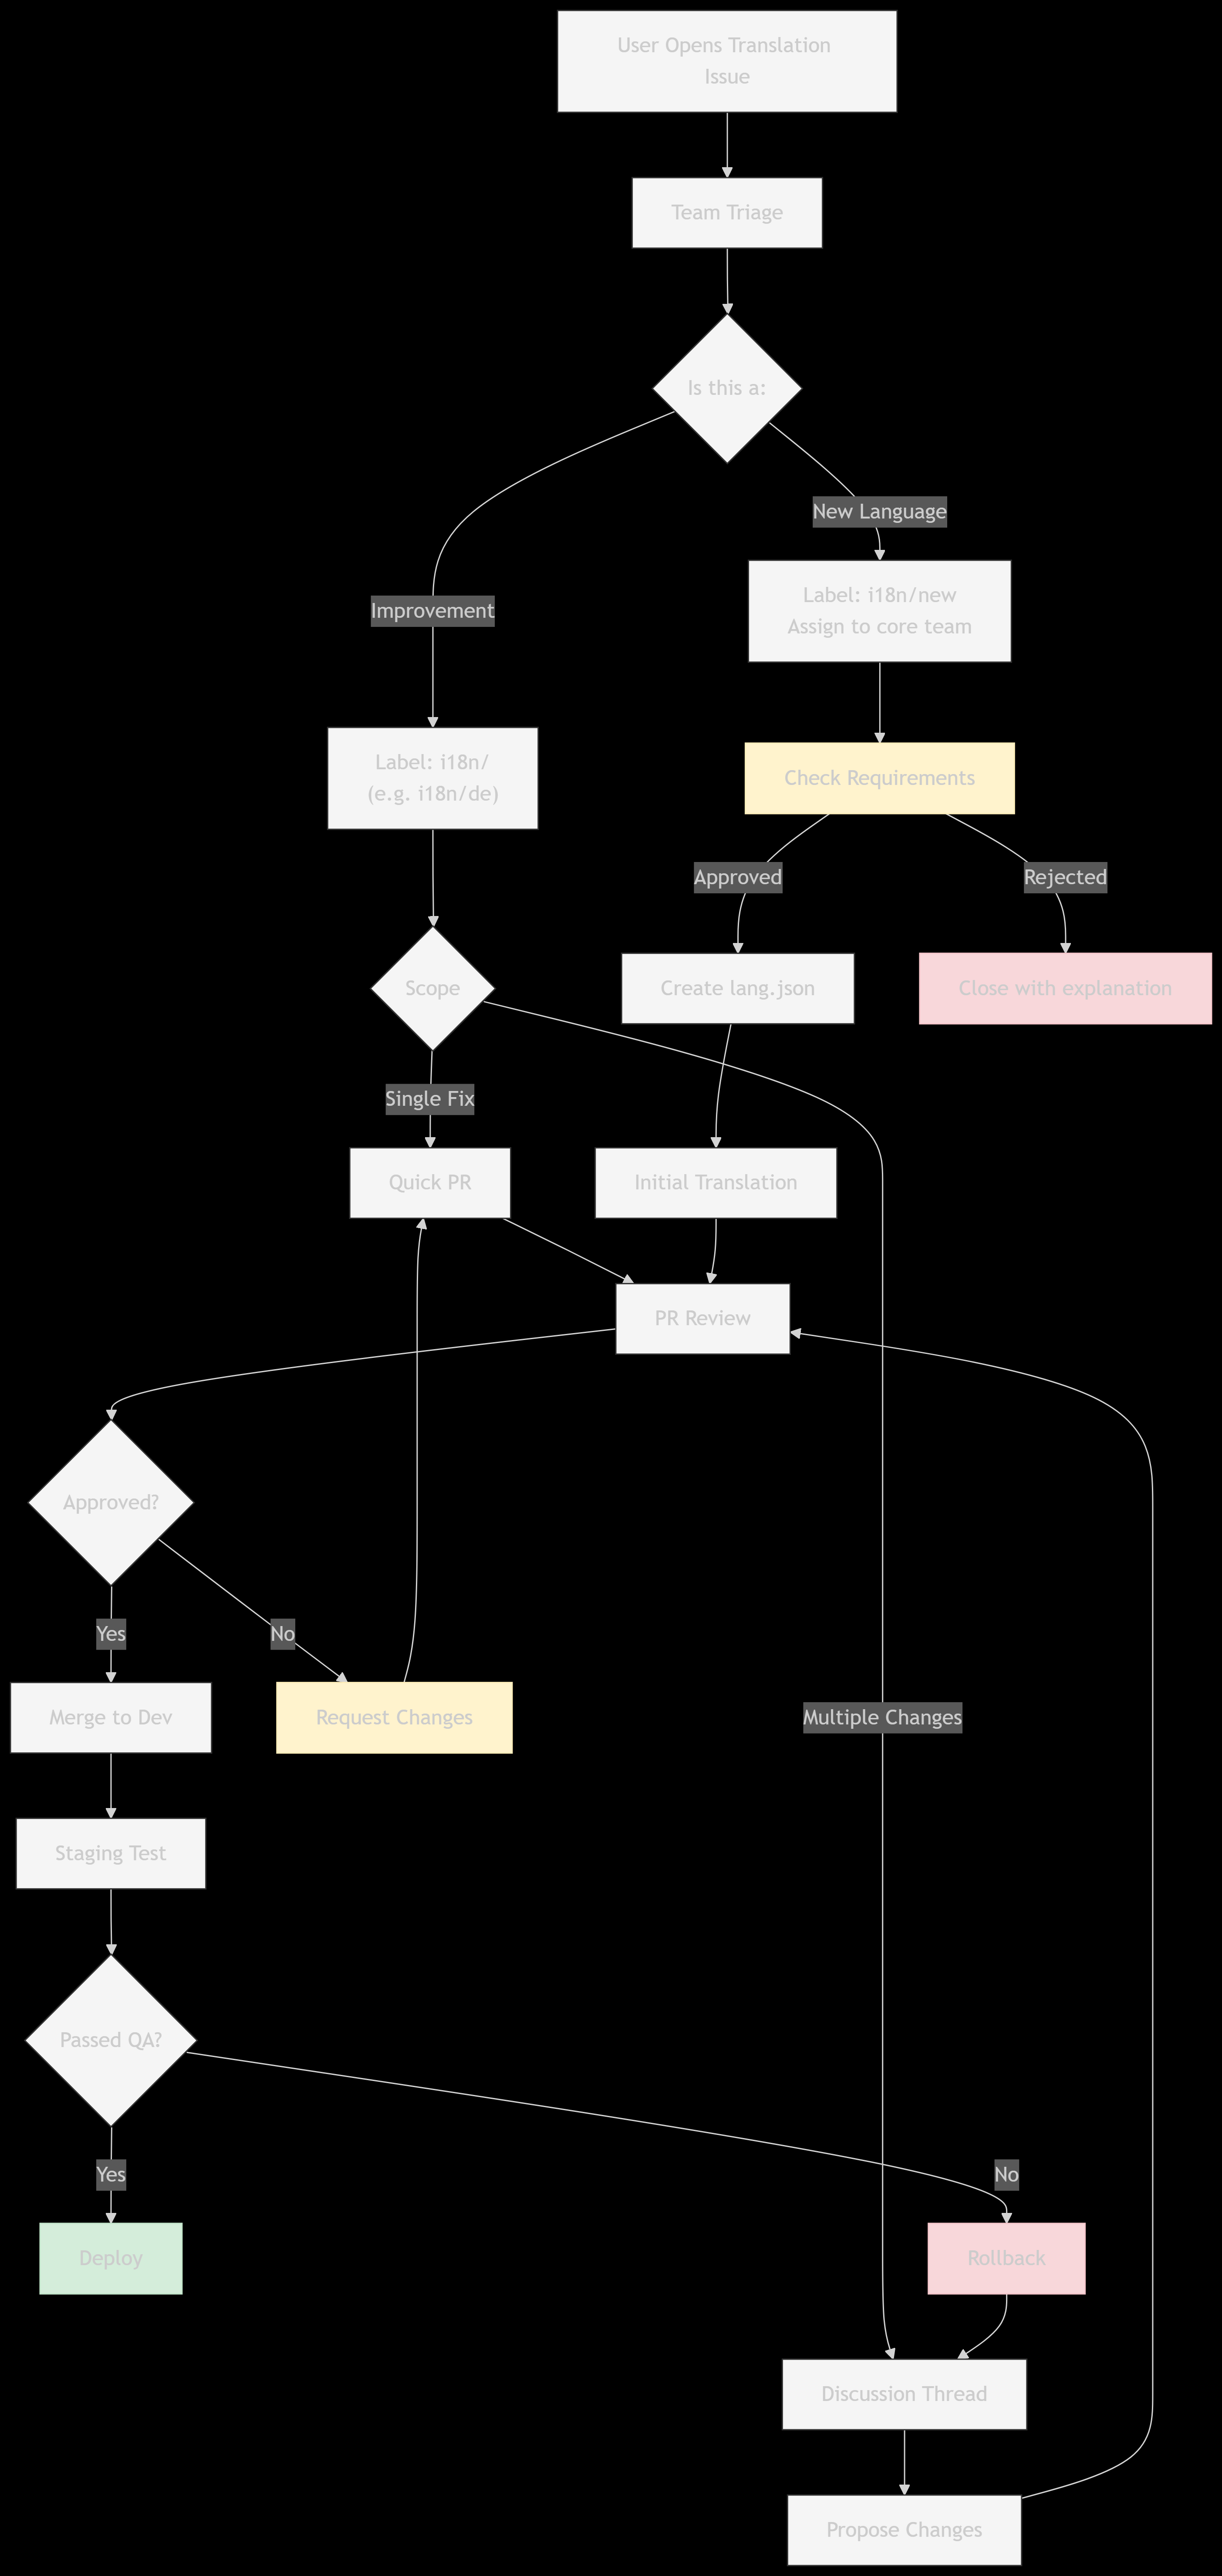 User Opens Translation
Issue
Team Triage
Is this a:
New Language
Improvement
Label: i18n/new
Assign to core team
Label: i18n/
(e.g. i18n/de)
Check Requirements
Approved
Rejected
Scope
Create lang.json
Close with explanation
Single Fix
Quick PR
Initial Translation
PR Review
Approved?
Yes
No
Merge to Dev
Request Changes
Multiple Changes
Staging Test
Passed QA?
Yes
No
Deploy
Rollback
Discussion Thread
Propose Changes